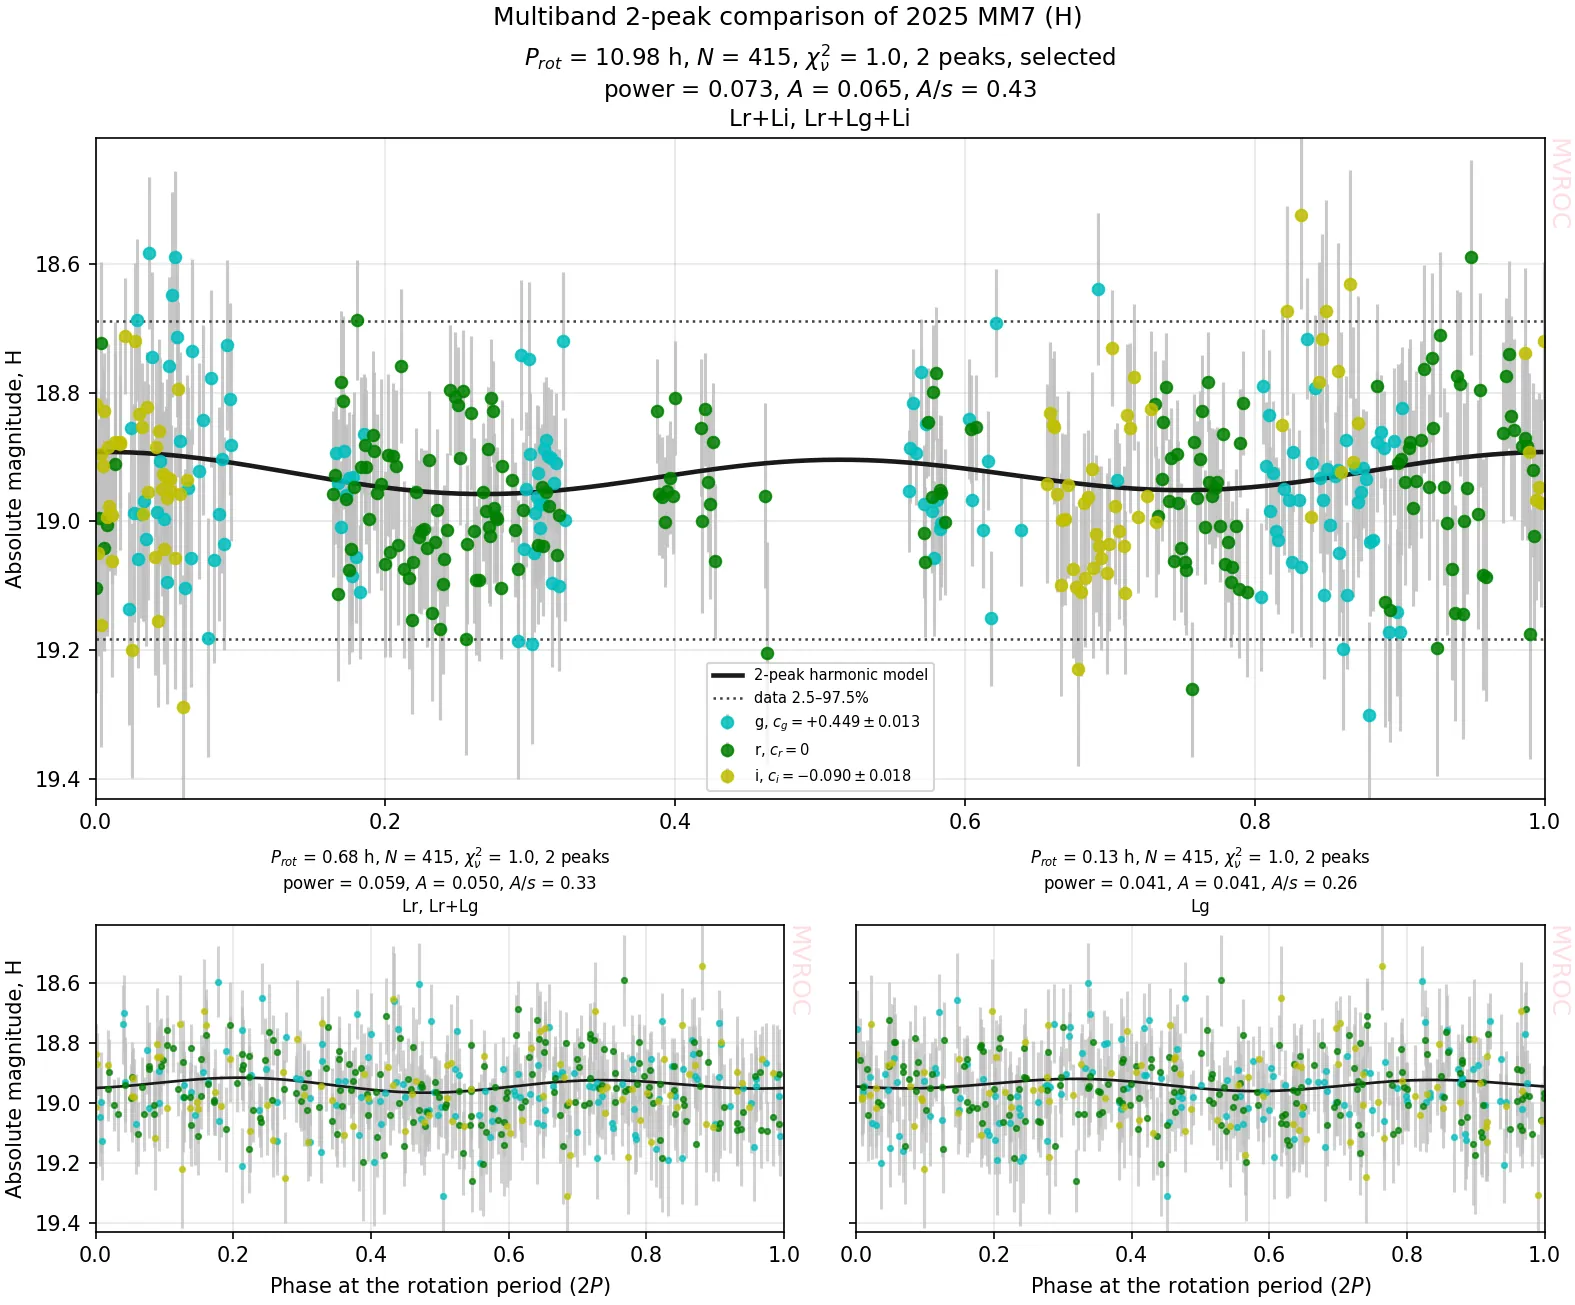 Multiband 2-peak comparison of 2025 MM7 (H)
P_rot = 10.98 h, N = 415, χ²_ν = 1.0, 2 peaks, selected
power = 0.073, A = 0.065, A/s = 0.43
Lr+Li, Lr+Lg+Li
MVROC
Absolute magnitude, H
18.6
18.8
19.0
19.2
19.4
2-peak harmonic model
data 2.5–97.5%
g, c_g = +0.449 ± 0.013
r, c_r = 0
i, c_i = −0.090 ± 0.018
0.0 0.2 0.4 0.6 0.8 1.0
P_rot = 0.68 h, N = 415, χ²_ν = 1.0, 2 peaks
power = 0.059, A = 0.050, A/s = 0.33
Lr, Lr+Lg
MVROC
Absolute magnitude, H
18.6
18.8
19.0
19.2
19.4
0.0 0.2 0.4 0.6 0.8 1.0
Phase at the rotation period (2P)
P_rot = 0.13 h, N = 415, χ²_ν = 1.0, 2 peaks
power = 0.041, A = 0.041, A/s = 0.26
Lg
MVROC
0.0 0.2 0.4 0.6 0.8 1.0
Phase at the rotation period (2P)